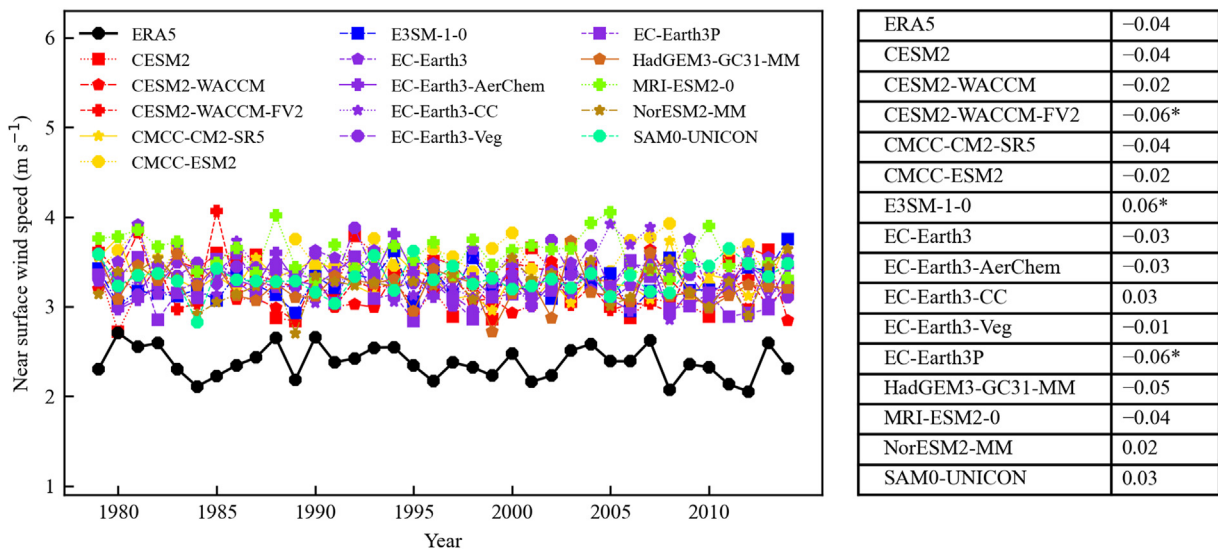 6
5
4
3
2
1
Near surface wind speed (m s⁻¹)
ERA5
CESM2
CESM2-WACCM
CESM2-WACCM-FV2
CMCC-CM2-SR5
CMCC-ESM2
E3SM-1-0
EC-Earth3
EC-Earth3-AerChem
EC-Earth3-CC
EC-Earth3-Veg
EC-Earth3P
HadGEM3-GC31-MM
MRI-ESM2-0
NorESM2-MM
SAM0-UNICON
1980 1985 1990 1995 2000 2005 2010
Year
ERA5 −0.04
CESM2 −0.04
CESM2-WACCM −0.02
CESM2-WACCM-FV2 −0.06*
CMCC-CM2-SR5 −0.04
CMCC-ESM2 −0.02
E3SM-1-0 0.06*
EC-Earth3 −0.03
EC-Earth3-AerChem −0.03
EC-Earth3-CC 0.03
EC-Earth3-Veg −0.01
EC-Earth3P −0.06*
HadGEM3-GC31-MM −0.05
MRI-ESM2-0 −0.04
NorESM2-MM 0.02
SAM0-UNICON 0.03